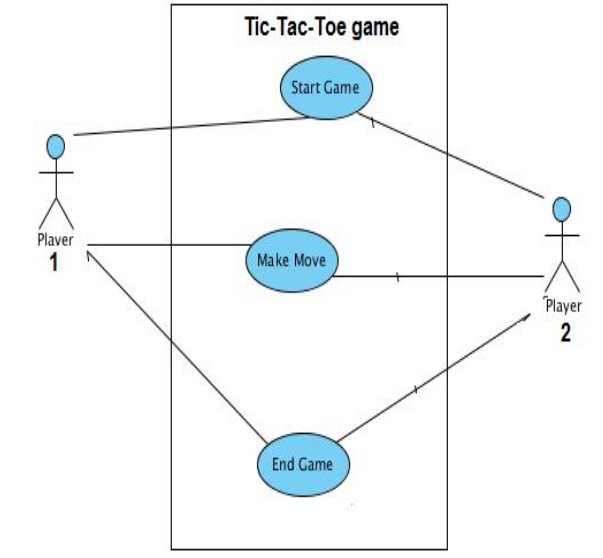 Tic-Tac-Toe game
Start Game
Player
1
Make Move
Player
2
End Game